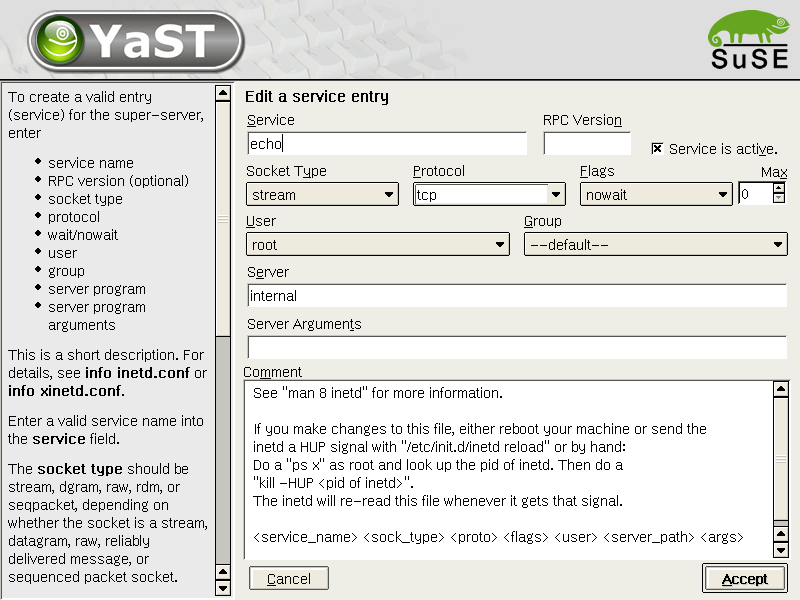 YaST
SuSE
To create a valid entry
(service) for the super-server,
enter
service name
RPC version (optional)
socket type
protocol
wait/nowait
user
group
server program
server program
arguments
This is a short description. For
details, see info inetd.conf or
info xinetd.conf.
Enter a valid service name into
the service field.
The socket type should be
stream, dgram, raw, rdm, or
seqpacket, depending on
whether the socket is a stream,
datagram, raw, reliably
delivered message, or
sequenced packet socket.
Edit a service entry
Service
RPC Version
echo
Service is active.
Socket Type
Protocol
Flags
Max
stream
tcp
nowait
0
User
Group
root
--default--
Server
internal
Server Arguments
Comment
See "man 8 inetd" for more information.
If you make changes to this file, either reboot your machine or send the
inetd a HUP signal with "/etc/init.d/inetd reload" or by hand:
Do a "ps x" as root and look up the pid of inetd. Then do a
"kill -HUP <pid of inetd>".
The inetd will re-read this file whenever it gets that signal.
<service_name> <sock_type> <proto> <flags> <user> <server_path> <args>
Cancel
Accept